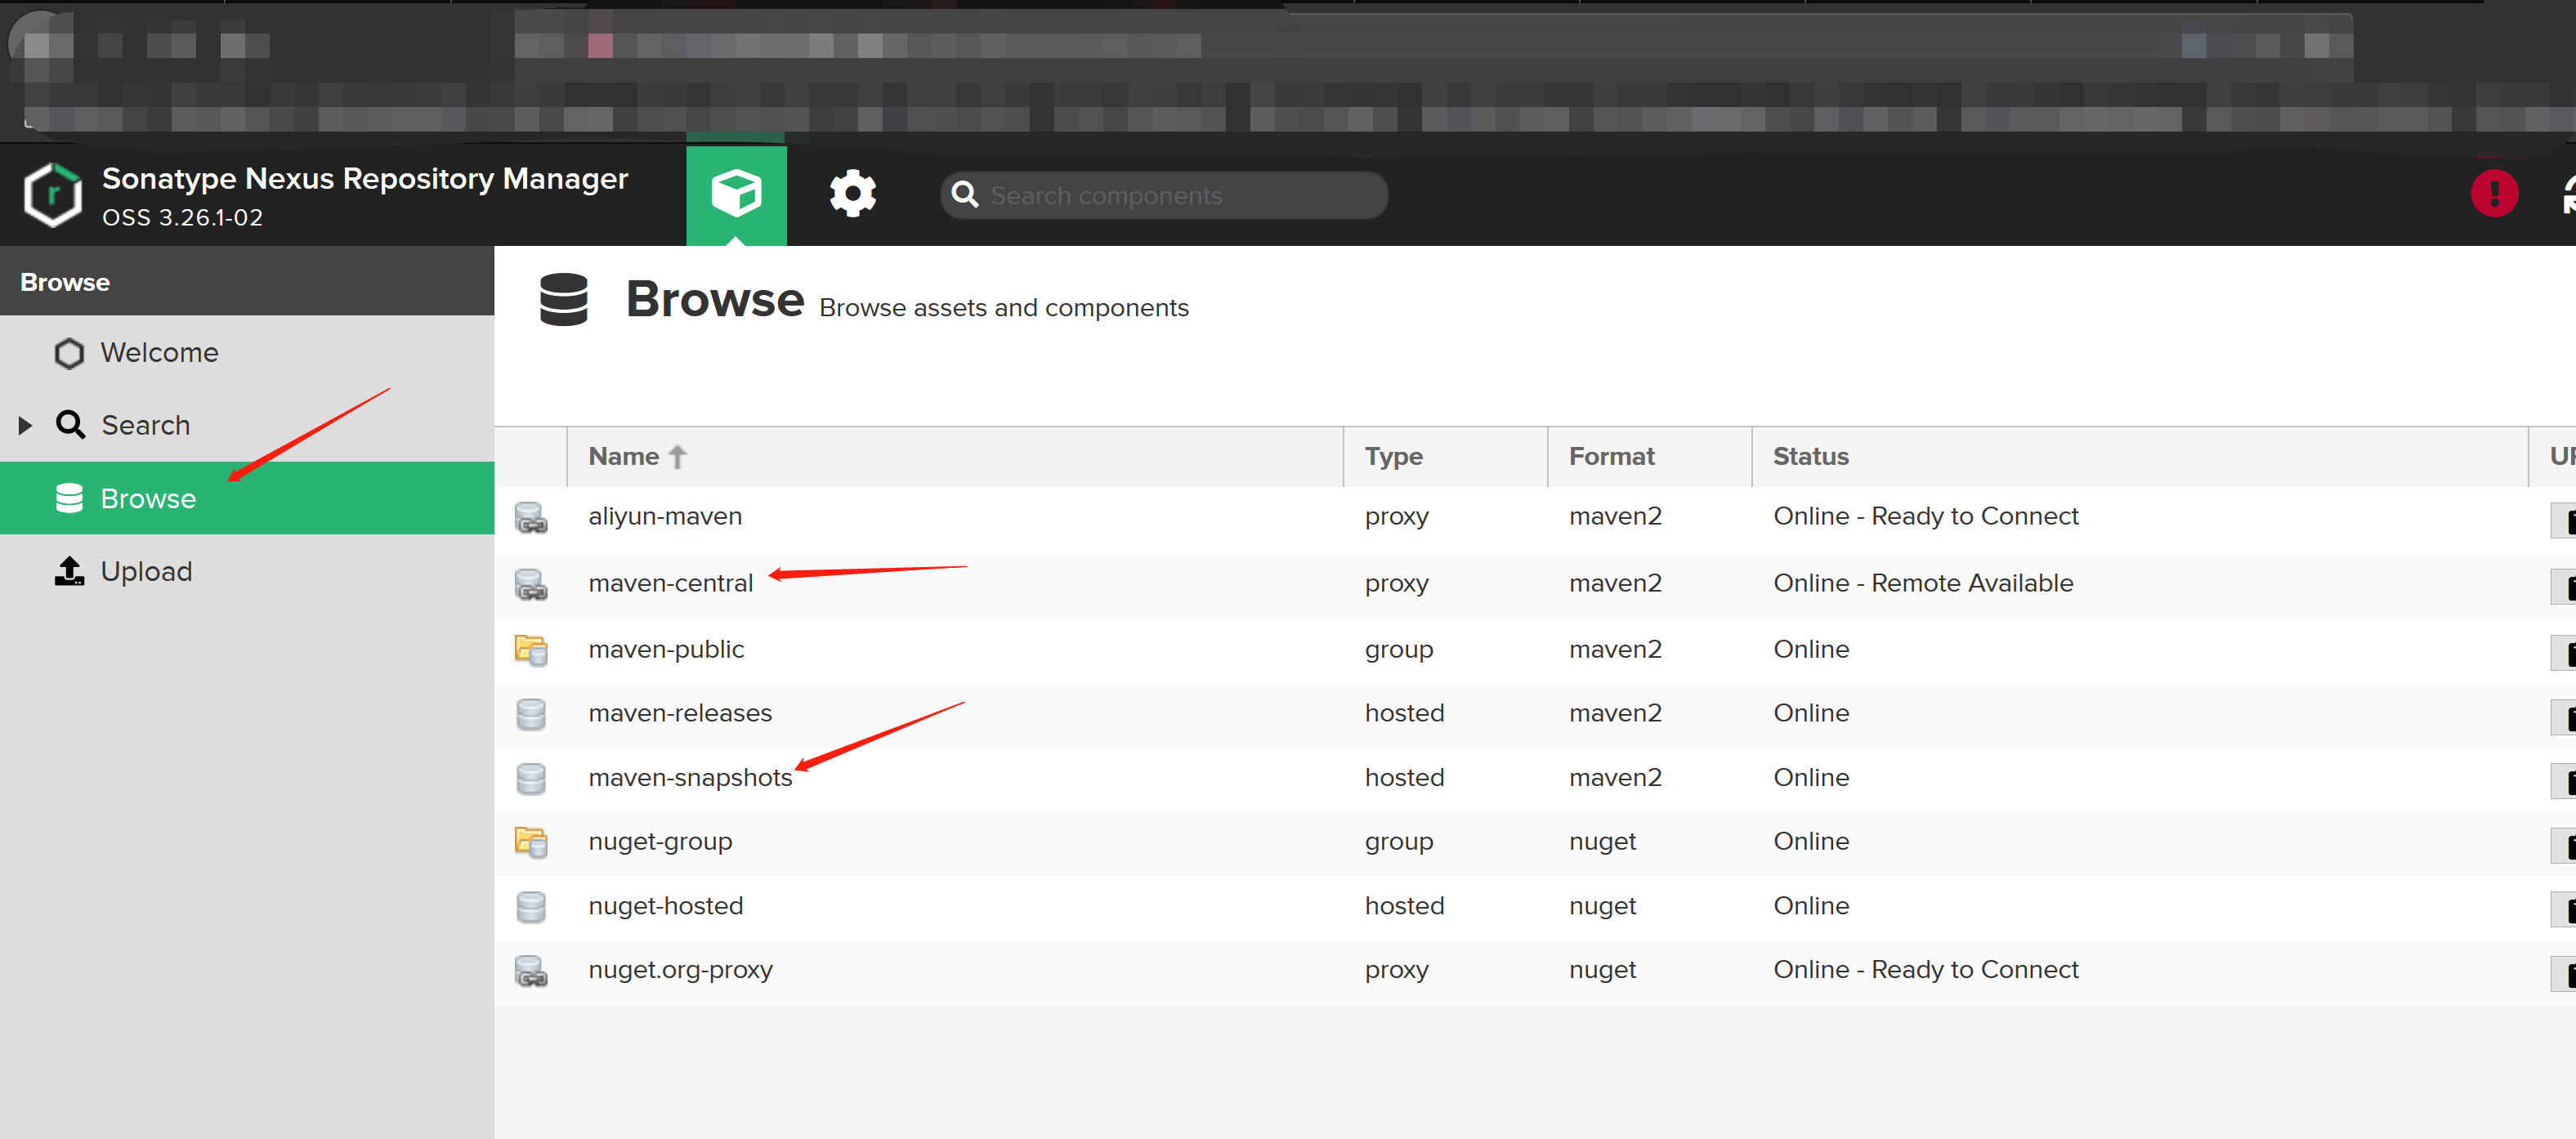 Sonatype Nexus Repository Manager
OSS 3.26.1-02
Search components
Browse
Welcome
Search
Browse
Upload
Browse Browse assets and components
Name Type Format Status
aliyun-maven proxy maven2 Online - Ready to Connect
maven-central proxy maven2 Online - Remote Available
maven-public group maven2 Online
maven-releases hosted maven2 Online
maven-snapshots hosted maven2 Online
nuget-group group nuget Online
nuget-hosted hosted nuget Online
nuget.org-proxy proxy nuget Online - Ready to Connect